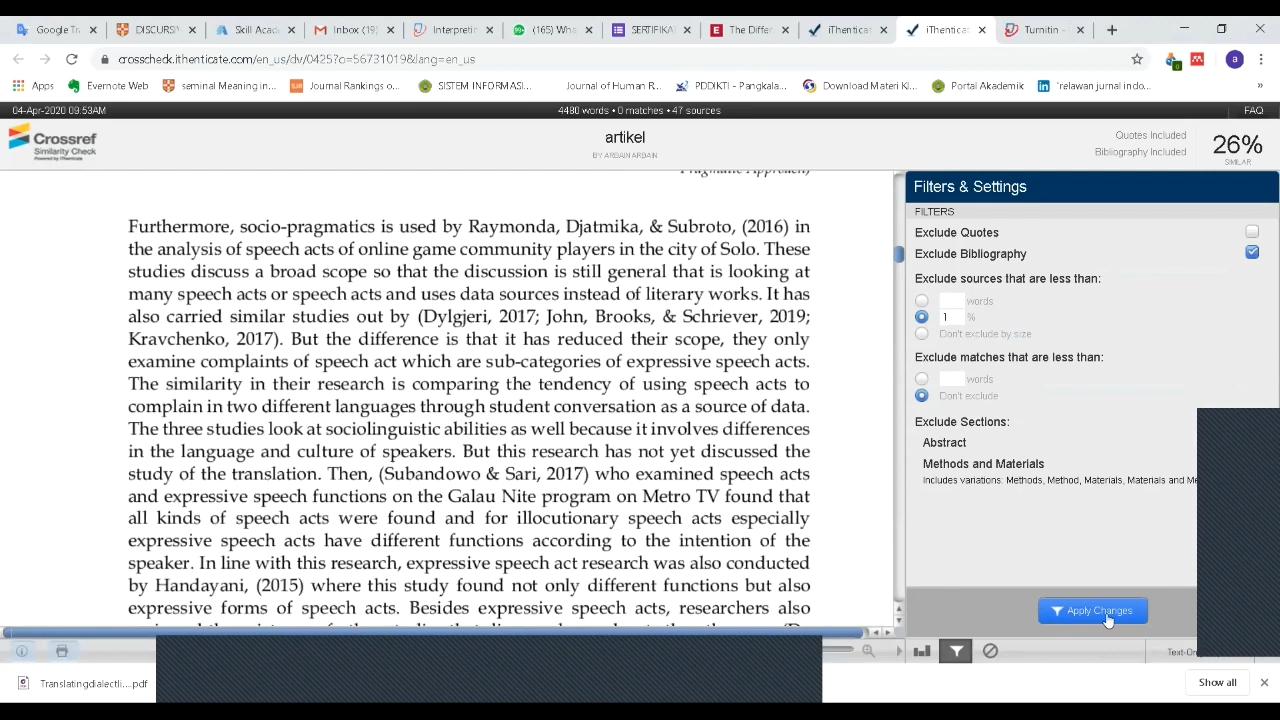 Google Tr
DISCURSIV
Skill Acad
Inbox (19)
Interpretin
(165) Wha
SERTIFIKA
The Differ
iThenticat
iThenticat
Turnitin -
crosscheck.ithenticate.com/en_us/dv/0425?o=56731019&lang=en_us
Apps
Evernote Web
seminal Meaning in...
Journal Rankings o...
SISTEM INFORMASI...
Journal of Human R...
PDDIKTI - Pangkala...
Download Materi Kl...
Portal Akademik
'relawan jurnal indo...
04-Apr-2020 09:53AM
4480 words • 0 matches • 47 sources
FAQ
Crossref
Similarity Check
Powered by iThenticate
artikel
BY ARBAIN ARBAIN
Quotes Included
Bibliography Included
26%
SIMILAR
Pragmatic Approach)
Furthermore, socio-pragmatics is used by Raymonda, Djatmika, & Subroto, (2016) in
the analysis of speech acts of online game community players in the city of Solo. These
studies discuss a broad scope so that the discussion is still general that is looking at
many speech acts or speech acts and uses data sources instead of literary works. It has
also carried similar studies out by (Dylgjeri, 2017; John, Brooks, & Schriever, 2019;
Kravchenko, 2017). But the difference is that it has reduced their scope, they only
examine complaints of speech act which are sub-categories of expressive speech acts.
The similarity in their research is comparing the tendency of using speech acts to
complain in two different languages through student conversation as a source of data.
The three studies look at sociolinguistic abilities as well because it involves differences
in the language and culture of speakers. But this research has not yet discussed the
study of the translation. Then, (Subandowo & Sari, 2017) who examined speech acts
and expressive speech functions on the Galau Nite program on Metro TV found that
all kinds of speech acts were found and for illocutionary speech acts especially
expressive speech acts have different functions according to the intention of the
speaker. In line with this research, expressive speech act research was also conducted
by Handayani, (2015) where this study found not only different functions but also
expressive forms of speech acts. Besides expressive speech acts, researchers also
Filters & Settings
FILTERS
Exclude Quotes
Exclude Bibliography
Exclude sources that are less than:
words
1 %
Don't exclude by size
Exclude matches that are less than:
words
Don't exclude
Exclude Sections:
Abstract
Methods and Materials
Includes variations: Methods, Method, Materials, Materials and Me
Apply Changes
Text-On
Translatingdialectli....pdf
Show all